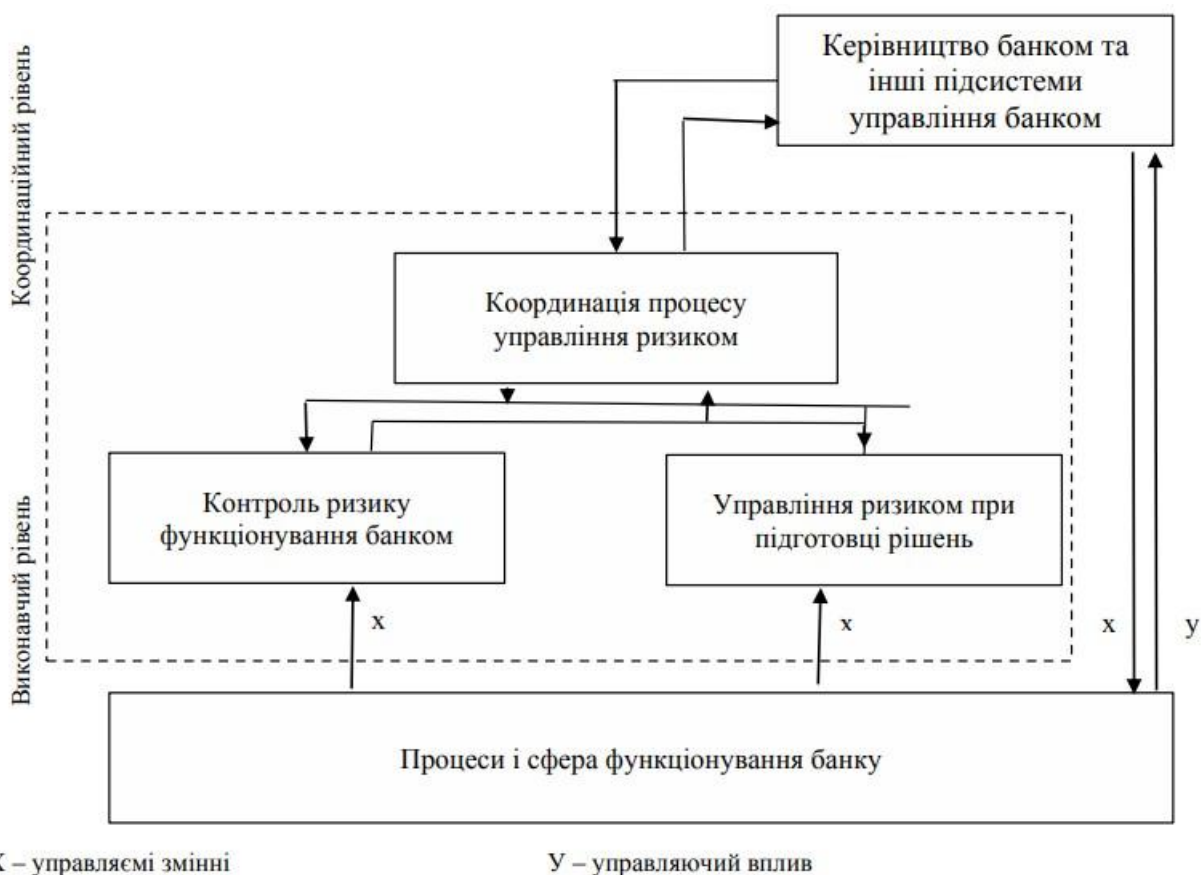 Координаційний рівень
Керівництво банком та
інші підсистеми
управління банком
Координація процесу
управління ризиком
Виконавчий рівень
Контроль ризику
функціонування банком
Управління ризиком при
підготовці рішень
х
х
х
у
Процеси і сфера функціонування банку
Х – управляємі змінні
У – управляючий вплив